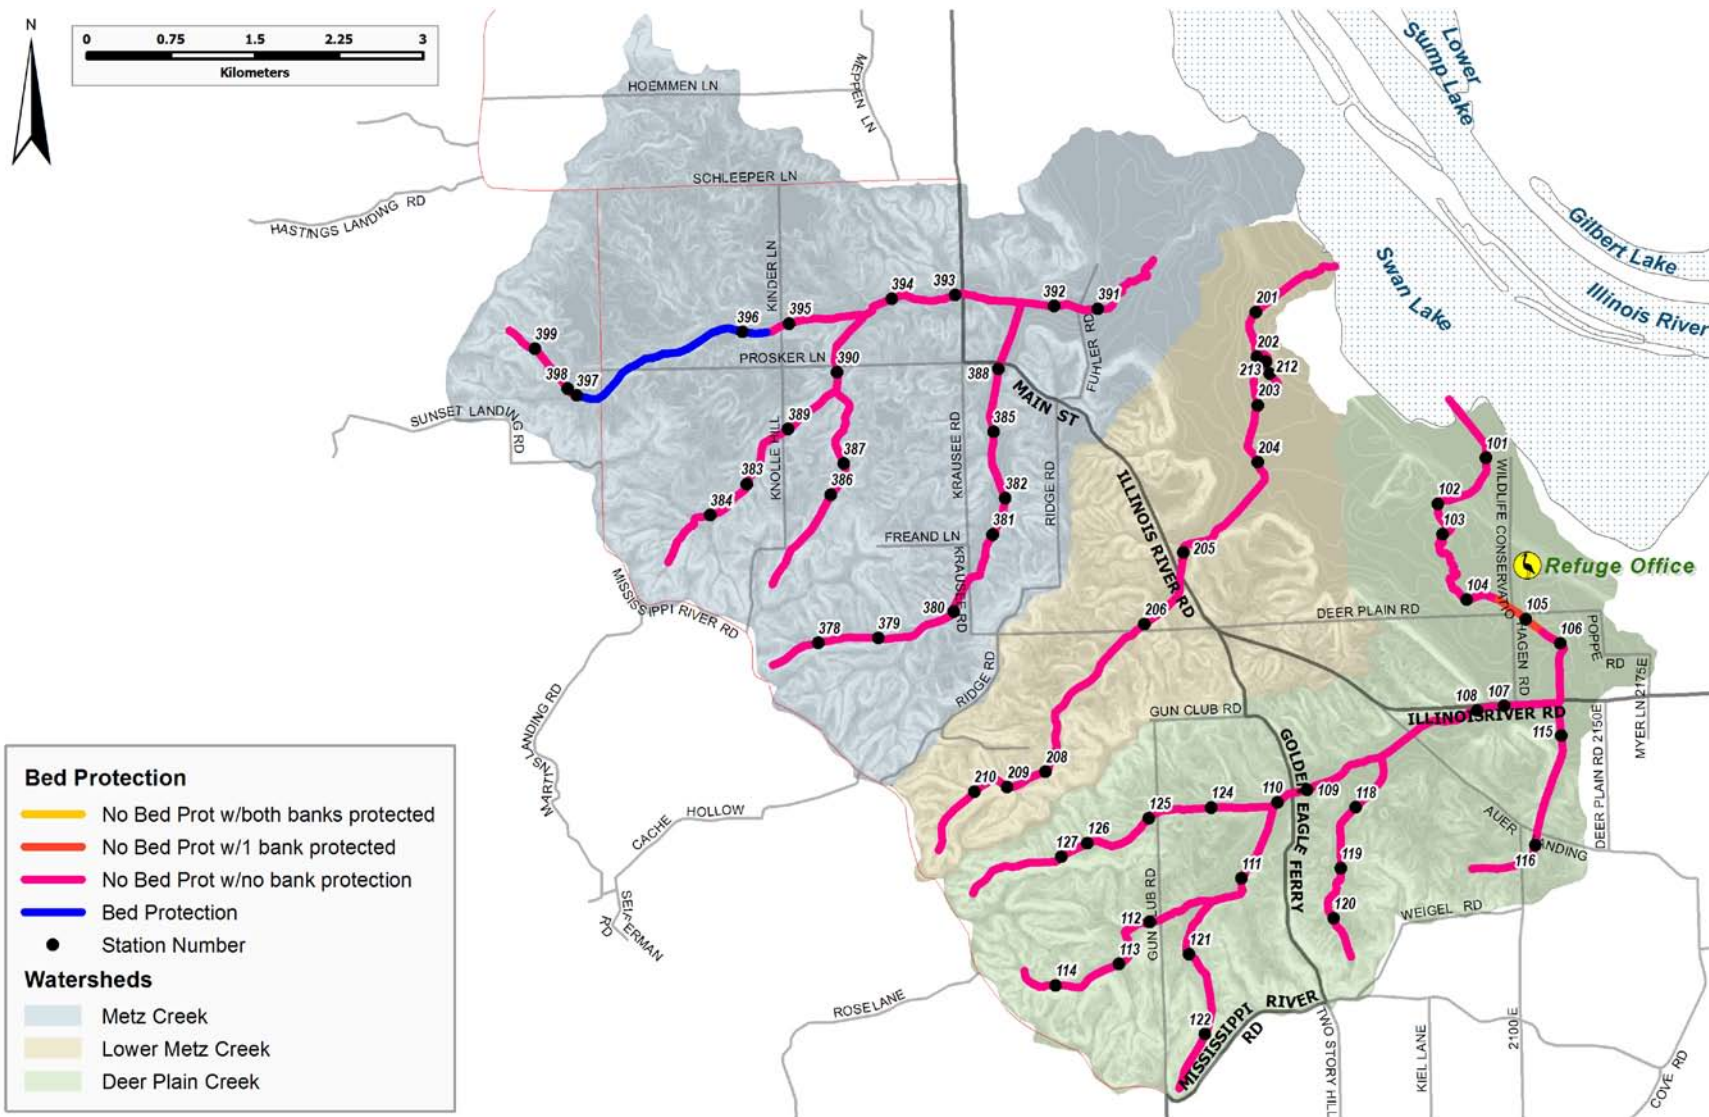 N
0 0.75 1.5 2.25 3
Kilometers
HOEMMEN LN
MEPPEN LN
SCHLEEPER LN
HASTINGS LANDING RD
KINDER LN
Lower
Stump Lake
Gilbert Lake
Illinois River
Swan Lake
394
393
392
391
396
395
201
399
398
397
PROSKER LN
390
388
FUHLER RD
202
213
212
203
SUNSET LANDING RD
MAIN ST
389
385
KNOLLE HILL
KRAUSEE RD
RIDGE RD
387
383
386
384
382
381
204
101
102
103
WILDLIFE CONSERVATIO
FREAND LN
KRAUSEE RD
ILLINOIS RIVER RD
205
Refuge Office
MISSISSIPPI RIVER RD
380
378
379
206
DEER PLAIN RD
104
105
106
POPPE
RD
HAGEN RD
RIDGE RD
MYER LN 2175E
GUN CLUB RD
108
107
ILLINOIS RIVER RD
115
DEER PLAIN RD 2150E
208
209
210
GOLDEN EAGLE FERRY
MARTINS LANDING RD
CACHE HOLLOW
SELFERMAN
RD
110
109
118
124
125
126
127
AUER
ANDING
116
111
119
120
WEIGEL RD
112
GUN CLUB RD
113
114
121
122
ROSELANE
MISSISSIPPI RIVER
RD
TWO STORY HILL
KIEL LANE
2100E
COVE RD
Bed Protection
No Bed Prot w/both banks protected
No Bed Prot w/1 bank protected
No Bed Prot w/no bank protection
Bed Protection
Station Number
Watersheds
Metz Creek
Lower Metz Creek
Deer Plain Creek